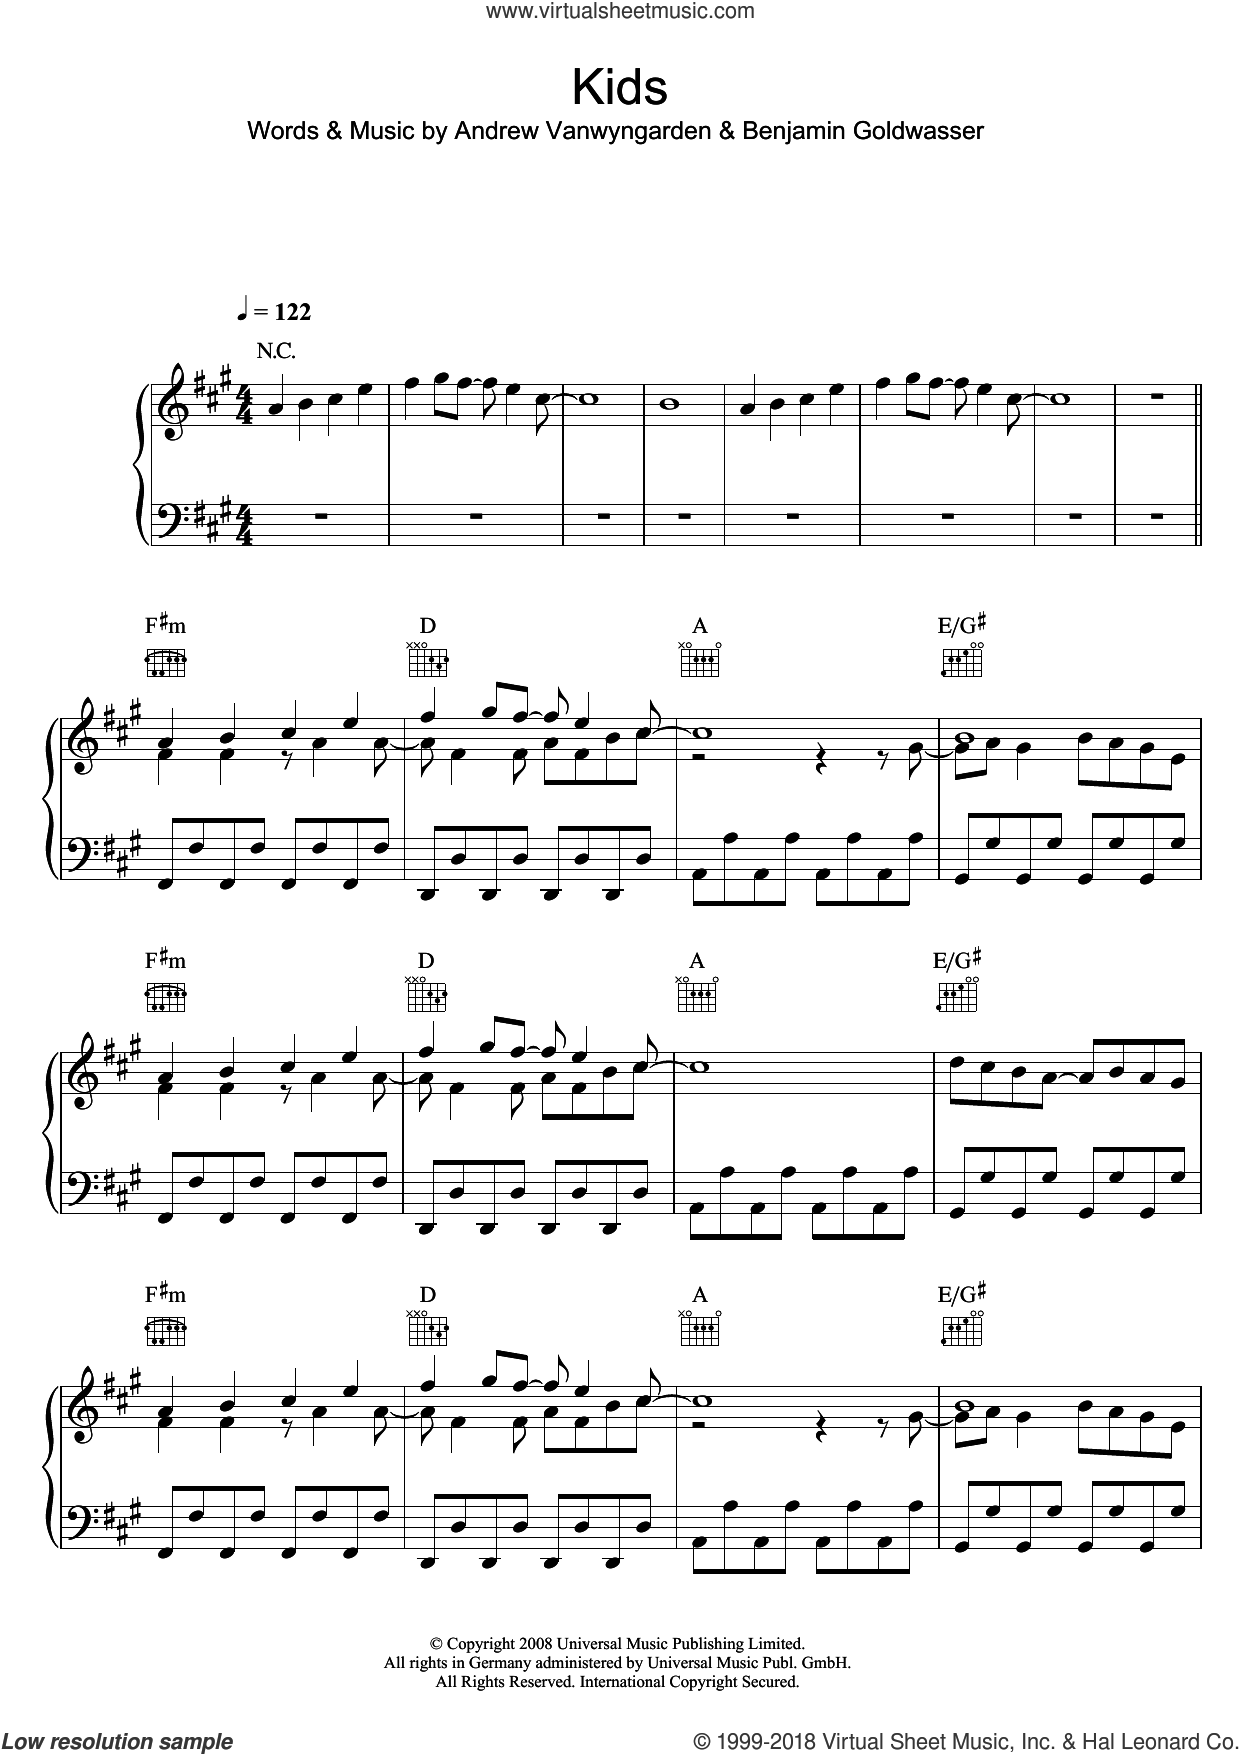 www.virtualsheetmusic.com
Kids
Words & Music by Andrew Vanwyngarden & Benjamin Goldwasser
♩ = 122
N.C.
F♯m D A E/G♯
F♯m D A E/G♯
F♯m D A E/G♯
© Copyright 2008 Universal Music Publishing Limited.
All rights in Germany administered by Universal Music Publ. GmbH.
All Rights Reserved. International Copyright Secured.
Low resolution sample
© 1999-2018 Virtual Sheet Music, Inc. & Hal Leonard Co.